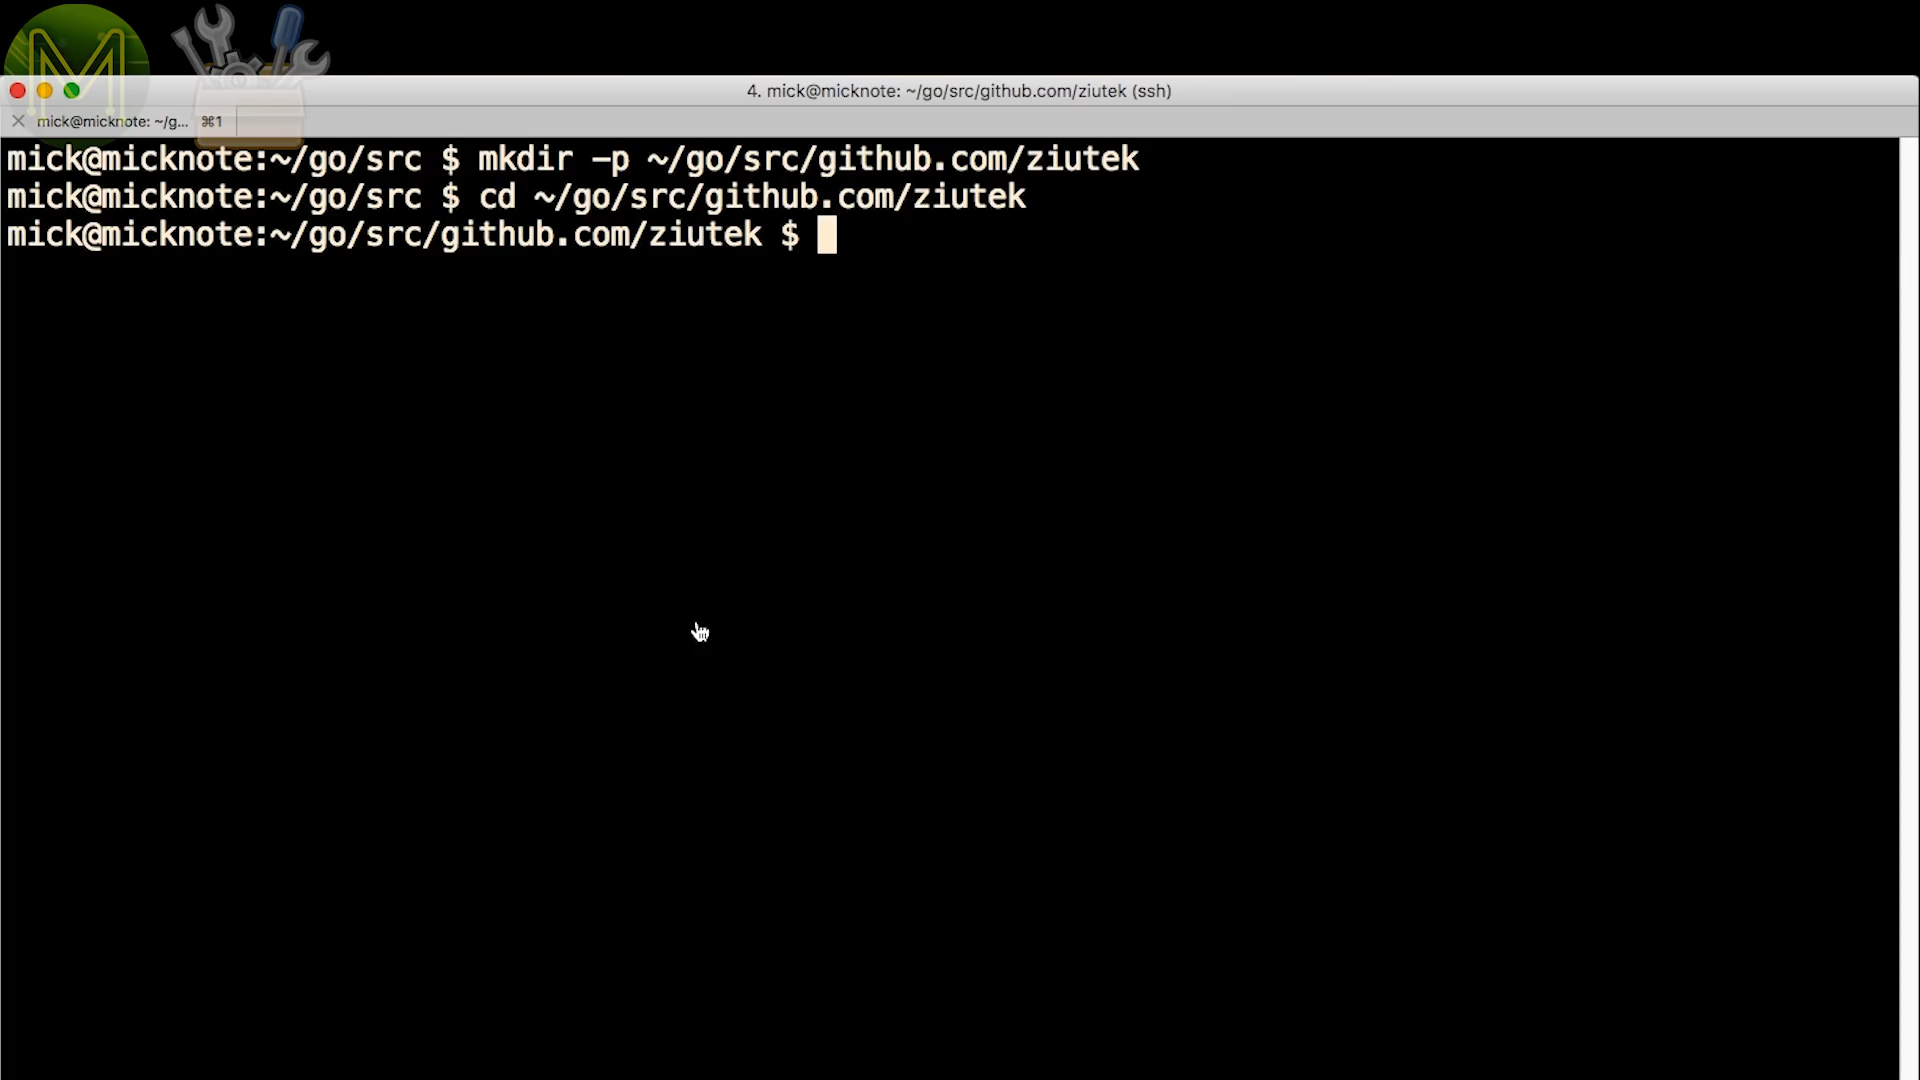 M
4. mick@micknote: ~/go/src/github.com/ziutek (ssh)
mick@micknote: ~/g... ⌘1
mick@micknote:~/go/src $ mkdir -p ~/go/src/github.com/ziutek
mick@micknote:~/go/src $ cd ~/go/src/github.com/ziutek
mick@micknote:~/go/src/github.com/ziutek $